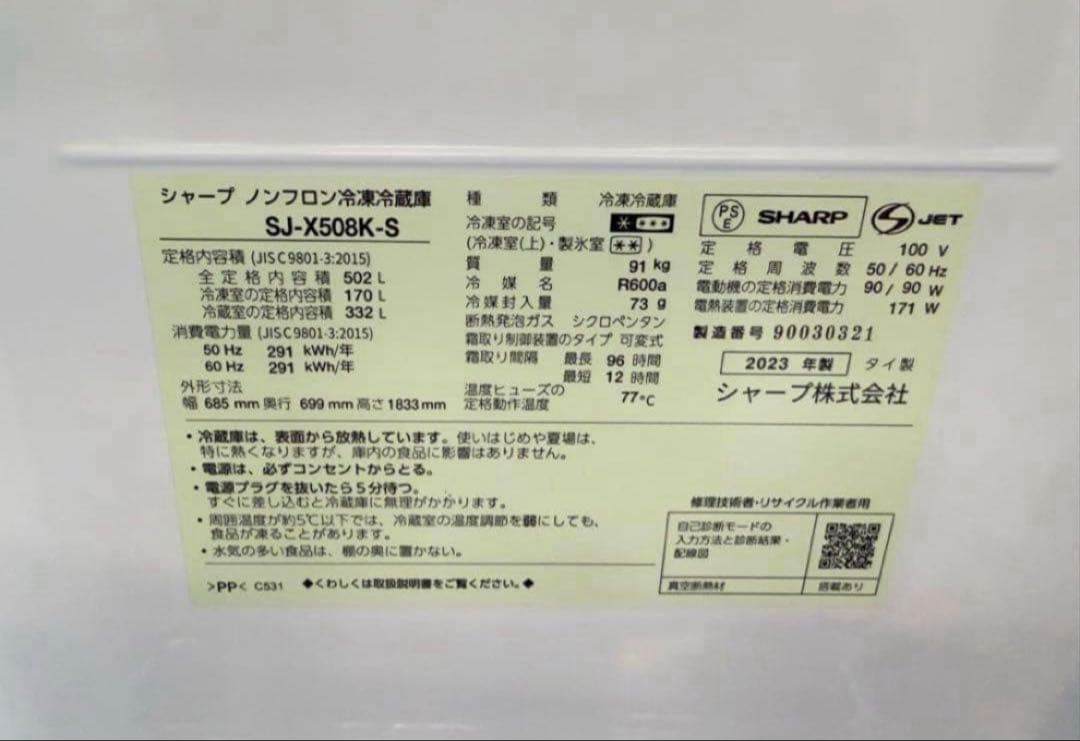 シャープ ノンフロン冷凍冷蔵庫
SJ-X508K-S
定格内容積 (JIS C 9801-3:2015)
全定格内容積 502 L
冷凍室の定格内容積 170 L
冷蔵室の定格内容積 332 L
消費電力量 (JIS C 9801-3:2015)
50 Hz 291 kWh/年
60 Hz 291 kWh/年
外形寸法
幅 685 mm 奥行 699 mm 高さ 1833 mm
種類 冷凍冷蔵庫
冷凍室の記号 * ***
(冷凍室(上)・製氷室 ** )
質量 91 kg
冷媒名 R600a
冷媒封入量 73 g
断熱発泡ガス シクロペンタン
霜取り制御装置のタイプ 可変式
霜取り間隔 最長 96 時間
最短 12 時間
温度ヒューズの
定格動作温度 77℃
PS
E
SHARP
S JET
定格電圧 100 V
定格周波数 50 / 60 Hz
電動機の定格消費電力 90 / 90 W
電熱装置の定格消費電力 171 W
製造番号 90030321
2023 年製 タイ製
シャープ株式会社
・冷蔵庫は、表面から放熱しています。使いはじめや夏場は、
特に熱くなりますが、庫内の食品に影響はありません。
・電源は、必ずコンセントからとる。
・電源プラグを抜いたら5分待つ。
すぐに差し込むと冷蔵庫に無理がかかります。
・周囲温度が約5℃以下では、冷蔵室の温度調節を弱にしても、
食品が凍ることがあります。
・水気の多い食品は、棚の奥に置かない。
>PP< C531 ◆くわしくは取扱説明書をご覧ください。◆
修理技術者・リサイクル作業者用
自己診断モードの
入力方法と診断結果・
配線図
真空断熱材 搭載あり